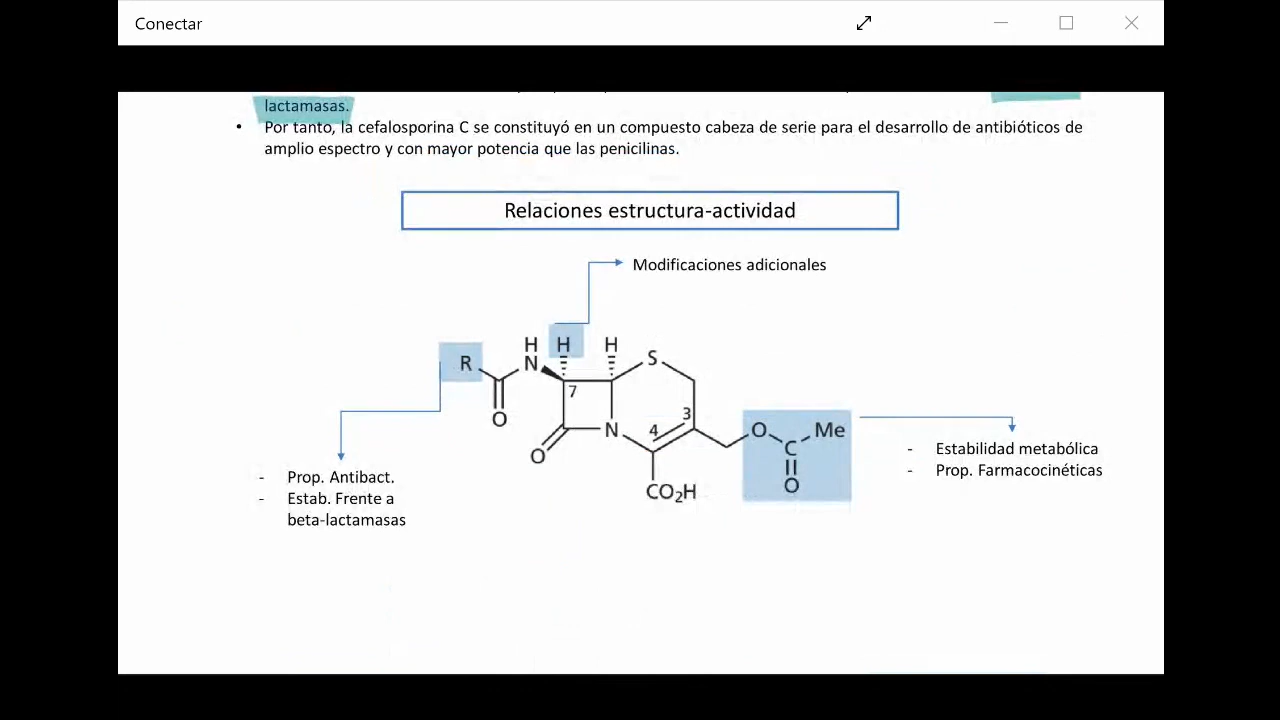 Conectar
lactamasas.
• Por tanto, la cefalosporina C se constituyó en un compuesto cabeza de serie para el desarrollo de antibióticos de
amplio espectro y con mayor potencia que las penicilinas.
Relaciones estructura-actividad
Modificaciones adicionales
H H H
R N S
7
O N 4 3 O Me
O C
CO₂H O
- Estabilidad metabólica
- Prop. Farmacocinéticas
- Prop. Antibact.
- Estab. Frente a
beta-lactamasas